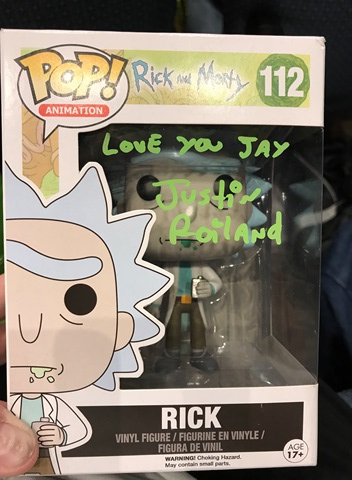 POP!
Rick and Morty
112
ANIMATION
LOVE YOU JAY
Justin
Roiland
RICK
VINYL FIGURE / FIGURINE EN VINYLE /
FIGURA DE VINIL
WARNING! Choking Hazard.
May contain small parts.
AGE
17+